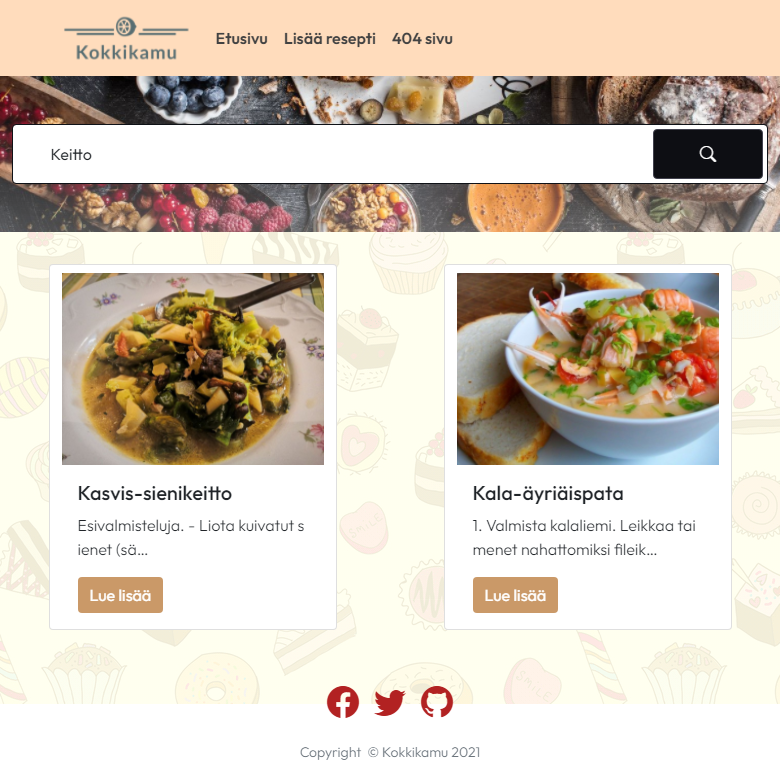 Kokkikamu
Etusivu Lisää resepti 404 sivu
Keitto
Kasvis-sienikeitto
Esivalmisteluja. - Liota kuivatut s
ienet (sä...
Lue lisää
Kala-äyriäispata
1. Valmista kalaliemi. Leikkaa tai
menet nahattomiksi fileik...
Lue lisää
Copyright © Kokkikamu 2021